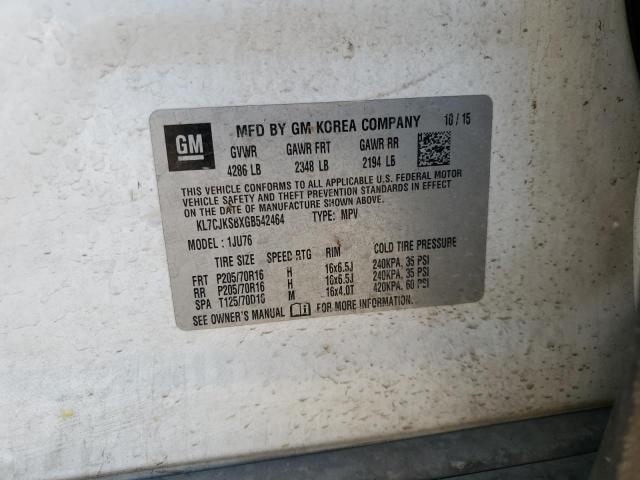 GM
MFD BY GM KOREA COMPANY 10 / 15
GVWR GAWR FRT GAWR RR
4286 LB 2348 LB 2194 LB
THIS VEHICLE CONFORMS TO ALL APPLICABLE U.S. FEDERAL MOTOR
VEHICLE SAFETY AND THEFT PREVENTION STANDARDS IN EFFECT
ON THE DATE OF MANUFACTURE SHOWN ABOVE.
KL7CJKSBXGB542464 TYPE: MPV
MODEL: 1JU76
SPEED RTG RIM COLD TIRE PRESSURE
FRT P205/70R16 H 16x6.5J 240KPA, 35 PSI
RR P205/70R16 H 16x6.5J 240KPA, 35 PSI
SPA T125/70D16 M 16x4.0T 420KPA, 60 PSI
SEE OWNER'S MANUAL FOR MORE INFORMATION.